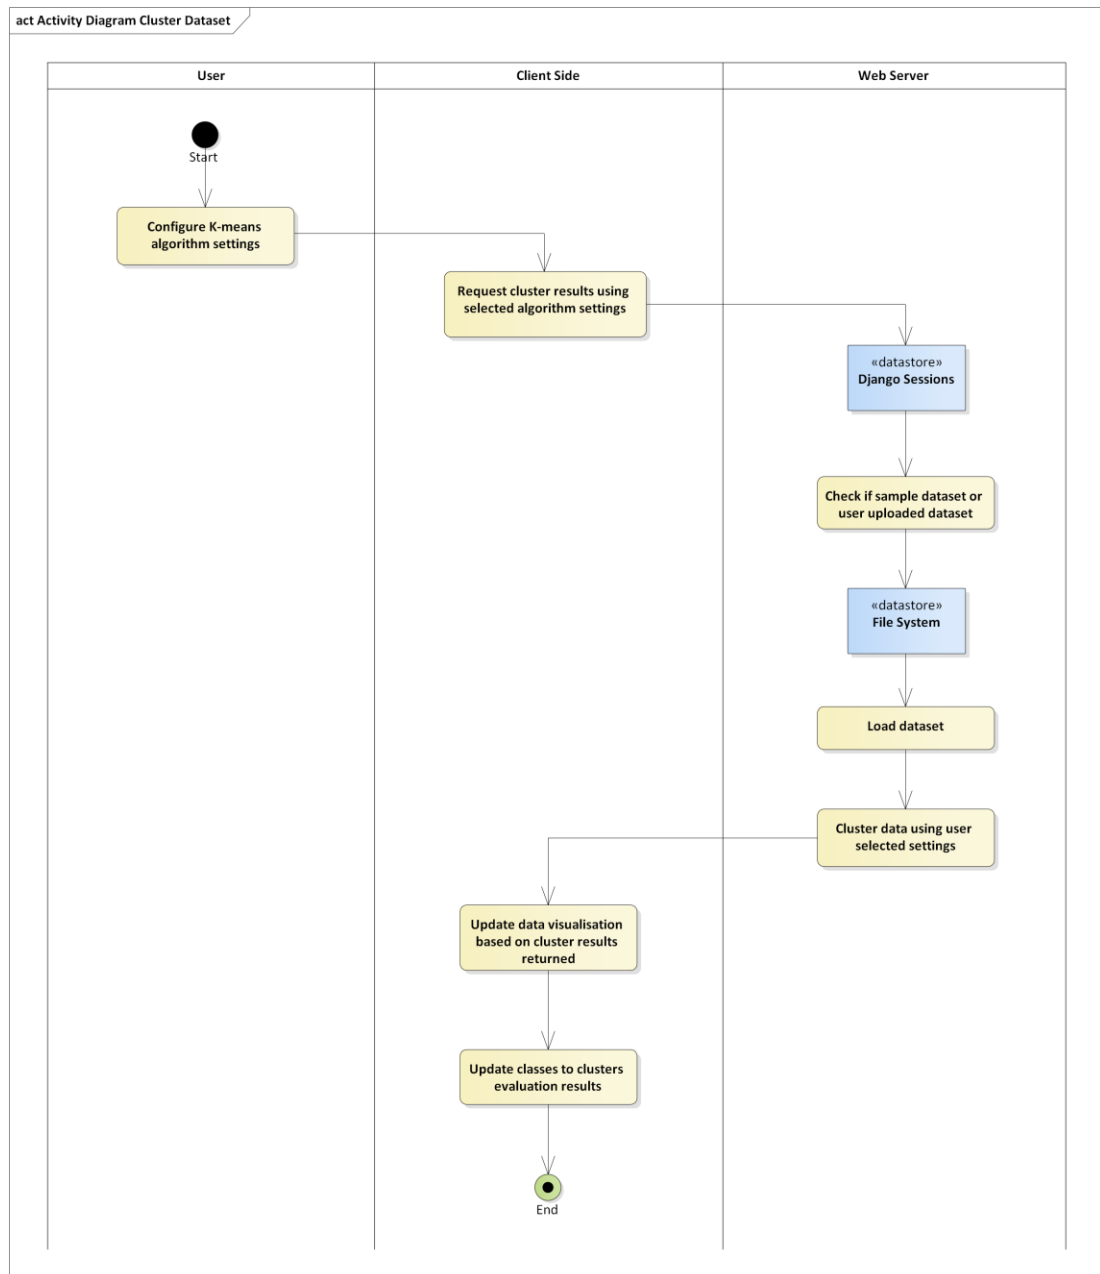 act Activity Diagram Cluster Dataset
User
Client Side
Web Server
Start
Configure K-means
algorithm settings
Request cluster results using
selected algorithm settings
«datastore»
Django Sessions
Check if sample dataset or
user uploaded dataset
«datastore»
File System
Load dataset
Cluster data using user
selected settings
Update data visualisation
based on cluster results
returned
Update classes to clusters
evaluation results
End